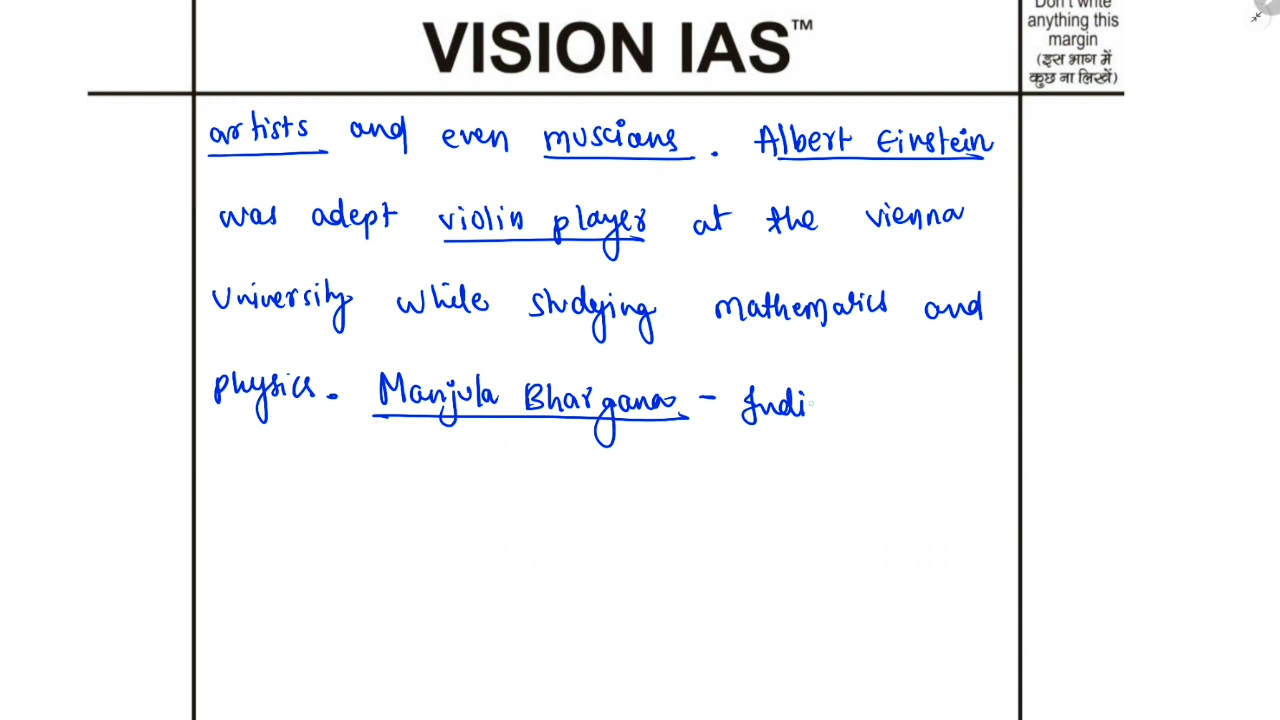 Don't write
anything this
margin
(इस भाग में
कुछ ना लिखें)
VISION IAS™
artists and even muscians. Albert Einstein
was adept violin player at the vienna
University while studying mathematics and
physics. Manjula Bhargava, - Indi